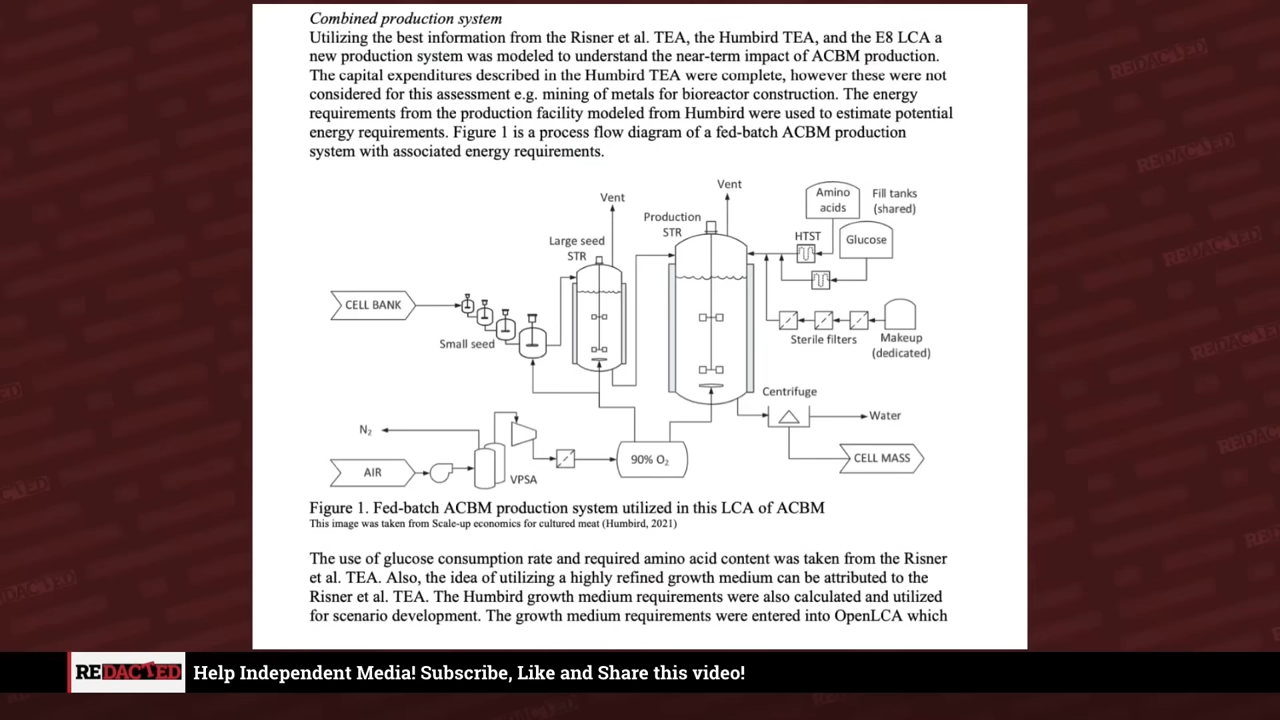 Combined production system
Utilizing the best information from the Risner et al. TEA, the Humbird TEA, and the E8 LCA a
new production system was modeled to understand the near-term impact of ACBM production.
The capital expenditures described in the Humbird TEA were complete, however these were not
considered for this assessment e.g. mining of metals for bioreactor construction. The energy
requirements from the production facility modeled from Humbird were used to estimate potential
energy requirements. Figure 1 is a process flow diagram of a fed-batch ACBM production
system with associated energy requirements.
Vent
Vent
Amino
acids
Fill tanks
(shared)
Production
STR
Large seed
STR
HTST
Glucose
CELL BANK
Small seed
Sterile filters
Makeup
(dedicated)
Centrifuge
Water
N₂
AIR
VPSA
90% O₂
CELL MASS
Figure 1. Fed-batch ACBM production system utilized in this LCA of ACBM
This image was taken from Scale-up economics for cultured meat (Humbird, 2021)
The use of glucose consumption rate and required amino acid content was taken from the Risner
et al. TEA. Also, the idea of utilizing a highly refined growth medium can be attributed to the
Risner et al. TEA. The Humbird growth medium requirements were also calculated and utilized
for scenario development. The growth medium requirements were entered into OpenLCA which
REDACTED
Help Independent Media! Subscribe, Like and Share this video!